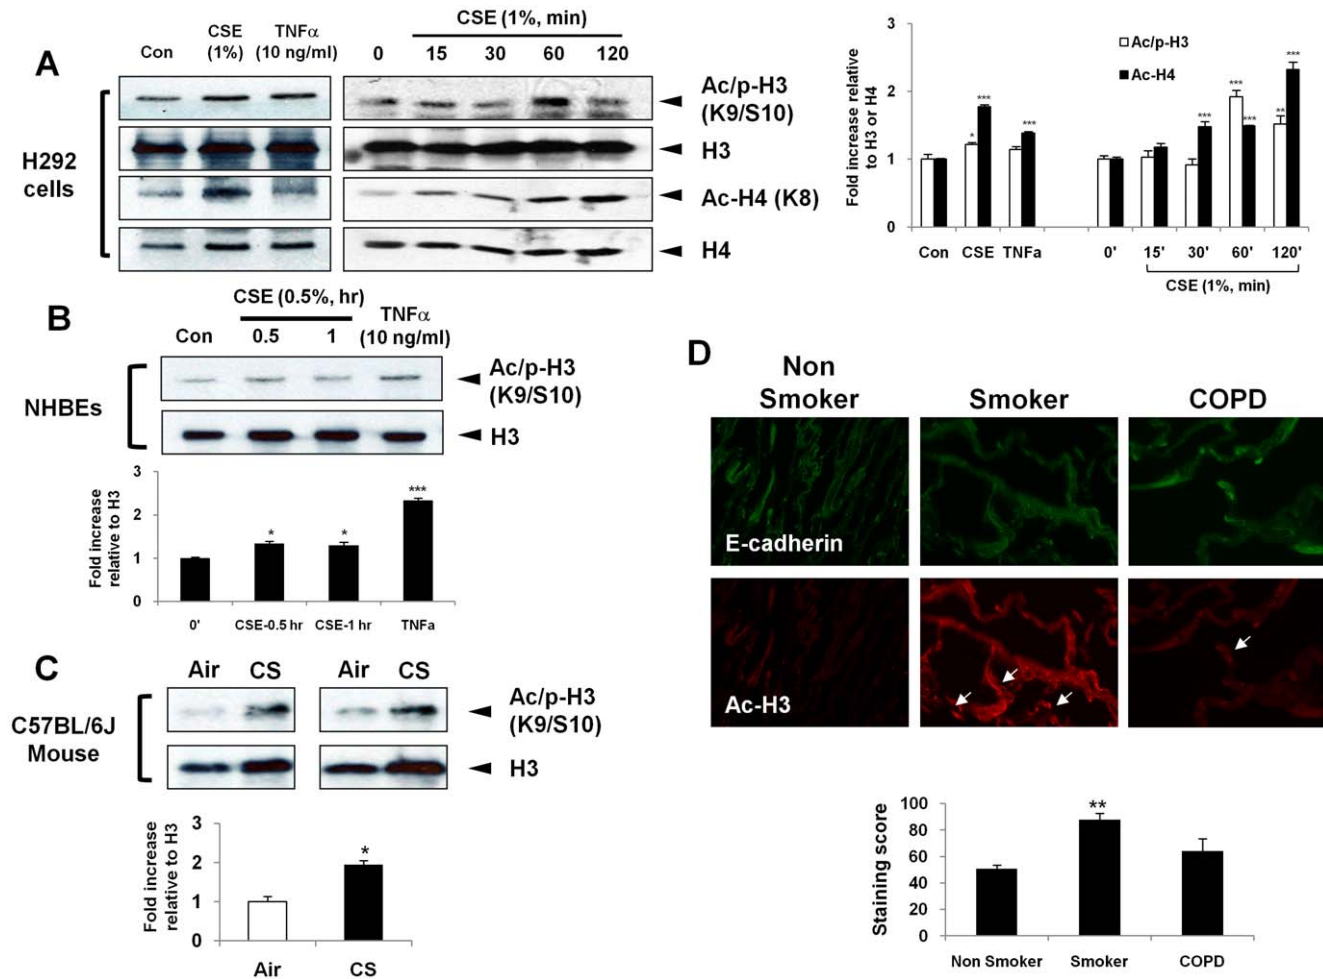 A
Con
CSE
(1%)
TNFα
(10 ng/ml)
CSE (1%, min)
0 15 30 60 120
H292
cells
Ac/p-H3
(K9/S10)
H3
Ac-H4 (K8)
H4
Fold increase relative
to H3 or H4
3
2
1
0
Ac/p-H3
Ac-H4
* *** *** *** *** *** ** ***
Con CSE TNFa 0' 15' 30' 60' 120'
CSE (1%, min)
B
CSE (0.5%, hr)
Con 0.5 1
TNFα
(10 ng/ml)
NHBEs
Ac/p-H3
(K9/S10)
H3
Fold increase
relative to H3
3
2
1
0
* * ***
0' CSE-0.5 hr CSE-1 hr TNFa
C
Air CS Air CS
C57BL/6J
Mouse
Ac/p-H3
(K9/S10)
H3
Fold increase
relative to H3
3
2
1
0
*
Air CS
D
Non
Smoker
Smoker
COPD
E-cadherin
Ac-H3
Staining score
100
80
60
40
20
0
**
Non Smoker Smoker COPD